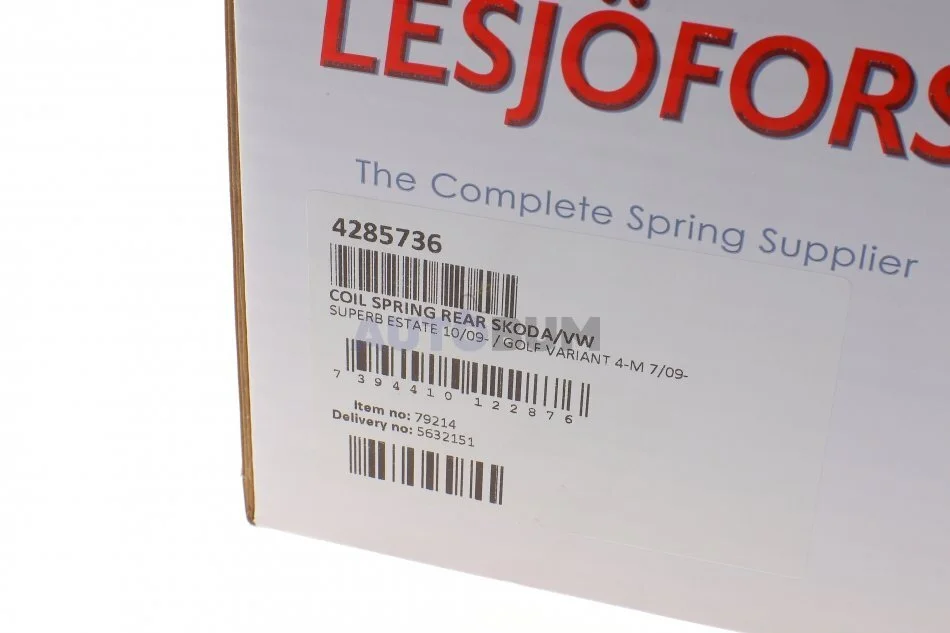 LESJÖFORS
The Complete Spring Supplier
4285736
COIL SPRING REAR SKODA/VW
SUPERB ESTATE 10/09- / GOLF VARIANT 4-M 7/09-
AUTODUM
7 394410 122876
Item no: 79214
Delivery no: 5632151